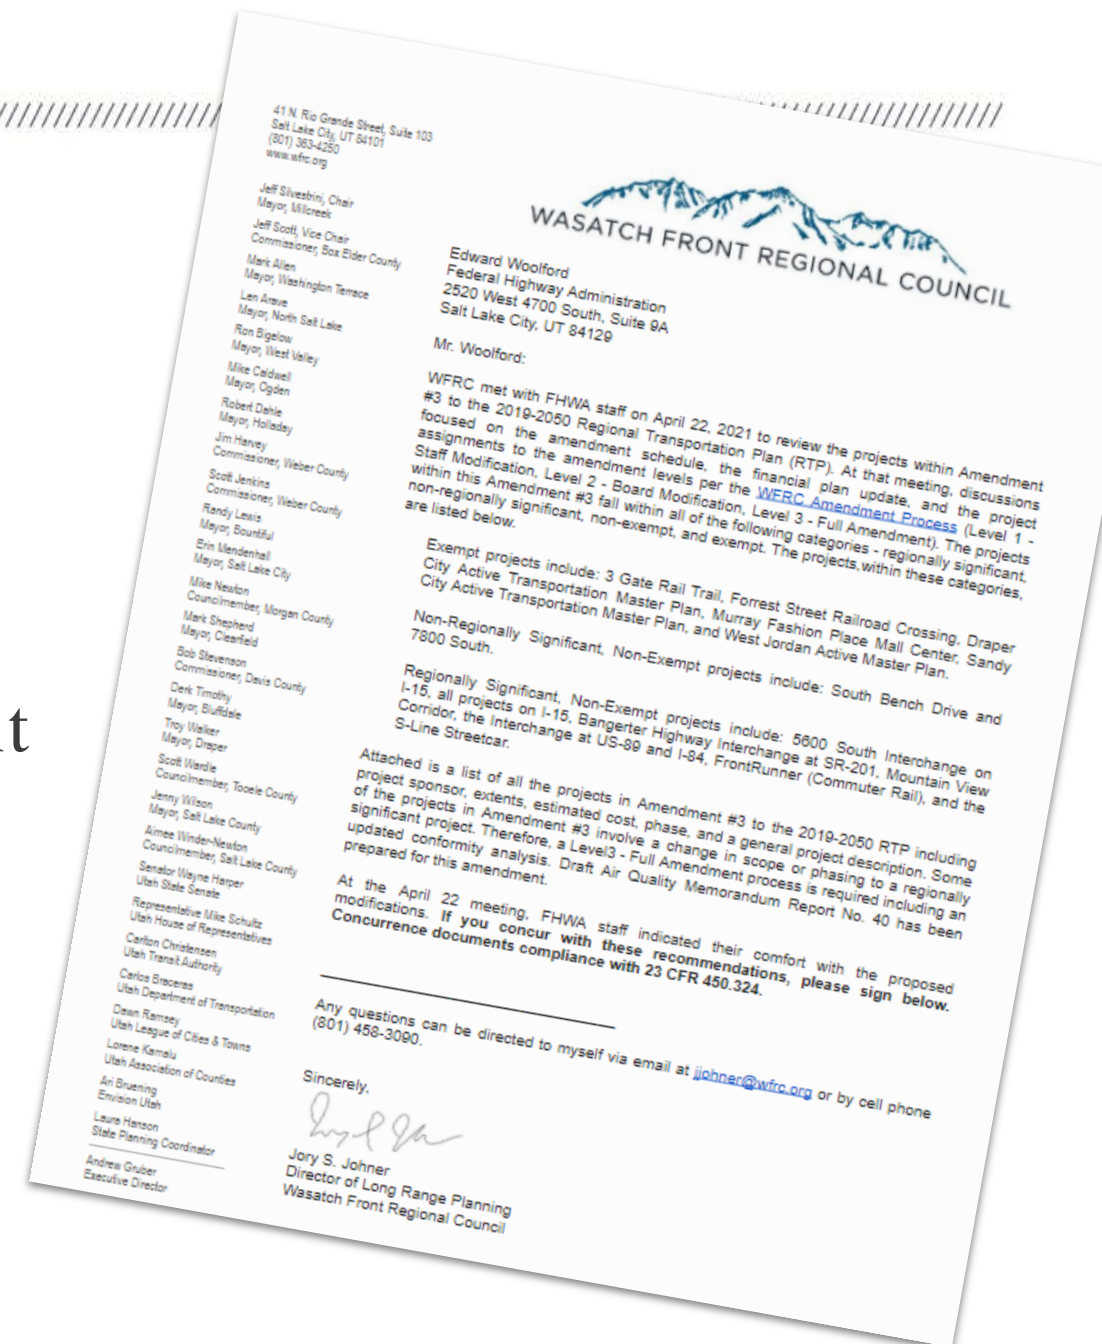 41 N. Rio Grande Street, Suite 103
Salt Lake City, UT 84101
(801) 363-4250
www.wfrc.org
Jeff Silvestrini, Chair
Mayor, Millcreek
Jeff Scott, Vice Chair
Commissioner, Box Elder County
Mark Allen
Mayor, Washington Terrace
Len Arave
Mayor, North Salt Lake
Ron Bigelow
Mayor, West Valley
Mike Caldwell
Mayor, Ogden
Robert Dahle
Mayor, Holladay
Jim Harvey
Commissioner, Weber County
Scott Jenkins
Commissioner, Weber County
Randy Lewis
Mayor, Bountiful
Erin Mendenhall
Mayor, Salt Lake City
Mike Newton
Councilmember, Morgan County
Mark Shepherd
Mayor, Clearfield
Bob Stevenson
Commissioner, Davis County
Derk Timothy
Mayor, Bluffdale
Troy Walker
Mayor, Draper
Scott Wardle
Councilmember, Tooele County
Jenny Wilson
Mayor, Salt Lake County
Aimee Winder-Newton
Councilmember, Salt Lake County
Senator Wayne Harper
Utah State Senate
Representative Mike Schultz
Utah House of Representatives
Carlton Christensen
Utah Transit Authority
Carlos Braceras
Utah Department of Transportation
Dawn Ramsey
Utah League of Cities & Towns
Lorene Kamalu
Utah Association of Counties
Ari Bruening
Envision Utah
Laura Hanson
State Planning Coordinator
Andrew Gruber
Executive Director
WASATCH FRONT REGIONAL COUNCIL
Edward Woolford
Federal Highway Administration
2520 West 4700 South, Suite 9A
Salt Lake City, UT 84129
Mr. Woolford:
WFRC met with FHWA staff on April 22, 2021 to review the projects within Amendment
#3 to the 2019-2050 Regional Transportation Plan (RTP). At that meeting, discussions
focused on the amendment schedule, the financial plan update, and the project
assignments to the amendment levels per the WFRC Amendment Process (Level 1 -
Staff Modification, Level 2 - Board Modification, Level 3 - Full Amendment). The projects
within this Amendment #3 fall within all of the following categories - regionally significant,
non-regionally significant, non-exempt, and exempt. The projects,within these categories,
are listed below.
Exempt projects include: 3 Gate Rail Trail, Forrest Street Railroad Crossing, Draper
City Active Transportation Master Plan, Murray Fashion Place Mall Center, Sandy
City Active Transportation Master Plan, and West Jordan Active Master Plan.
Non-Regionally Significant, Non-Exempt projects include: South Bench Drive and
7800 South.
Regionally Significant, Non-Exempt projects include: 5600 South Interchange on
I-15, all projects on I-15, Bangerter Highway Interchange at SR-201, Mountain View
Corridor, the Interchange at US-89 and I-84, FrontRunner (Commuter Rail), and the
S-Line Streetcar.
Attached is a list of all the projects in Amendment #3 to the 2019-2050 RTP including
project sponsor, extents, estimated cost, phase, and a general project description. Some
of the projects in Amendment #3 involve a change in scope or phasing to a regionally
significant project. Therefore, a Level3 - Full Amendment process is required including an
updated conformity analysis. Draft Air Quality Memorandum Report No. 40 has been
prepared for this amendment.
At the April 22 meeting, FHWA staff indicated their comfort with the proposed
modifications. If you concur with these recommendations, please sign below.
Concurrence documents compliance with 23 CFR 450.324.
Any questions can be directed to myself via email at jjohner@wfrc.org or by cell phone
(801) 458-3090.
Sincerely,
Jory S. Johner
Director of Long Range Planning
Wasatch Front Regional Council